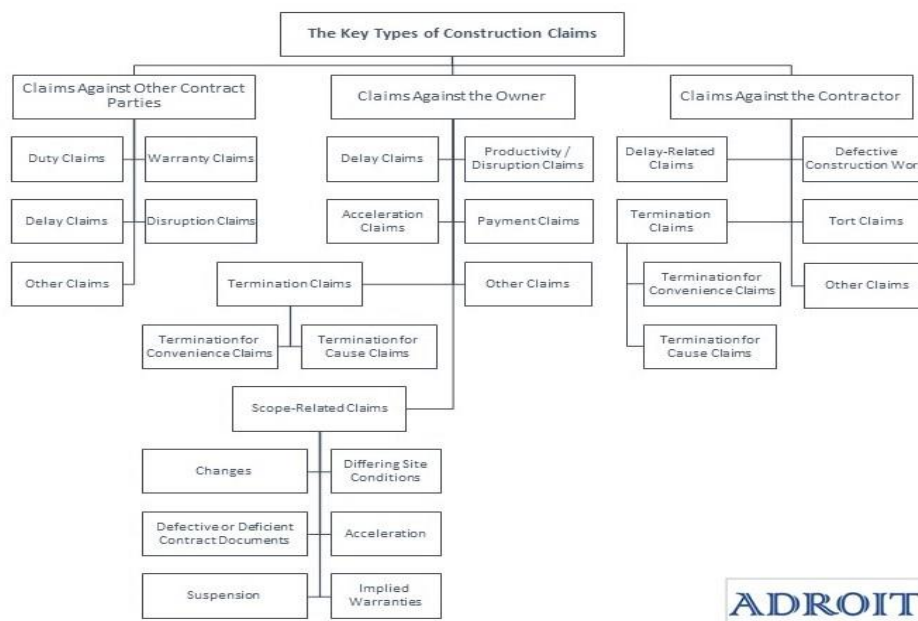 The Key Types of Construction Claims
Claims Against Other Contract
Parties
Claims Against the Owner
Claims Against the Contractor
Duty Claims
Warranty Claims
Delay Claims
Disruption Claims
Other Claims
Delay Claims
Productivity /
Disruption Claims
Acceleration
Claims
Payment Claims
Termination Claims
Other Claims
Termination for
Convenience Claims
Termination for
Cause Claims
Scope-Related Claims
Changes
Differing Site
Conditions
Defective or Deficient
Contract Documents
Acceleration
Suspension
Implied
Warranties
Delay-Related
Claims
Defective
Construction Wor
Termination
Claims
Tort Claims
Termination for
Convenience Claims
Other Claims
Termination for
Cause Claims
ADROIT